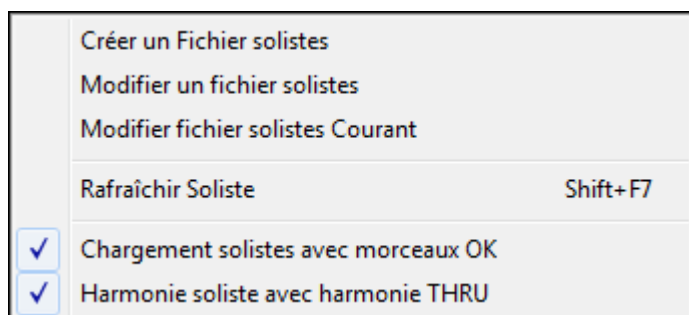 Créer un Fichier solistes
Modifier un fichier solistes
Modifier fichier solistes Courant
Rafraîchir Soliste Shift+F7
Chargement solistes avec morceaux OK
Harmonie soliste avec harmonie THRU